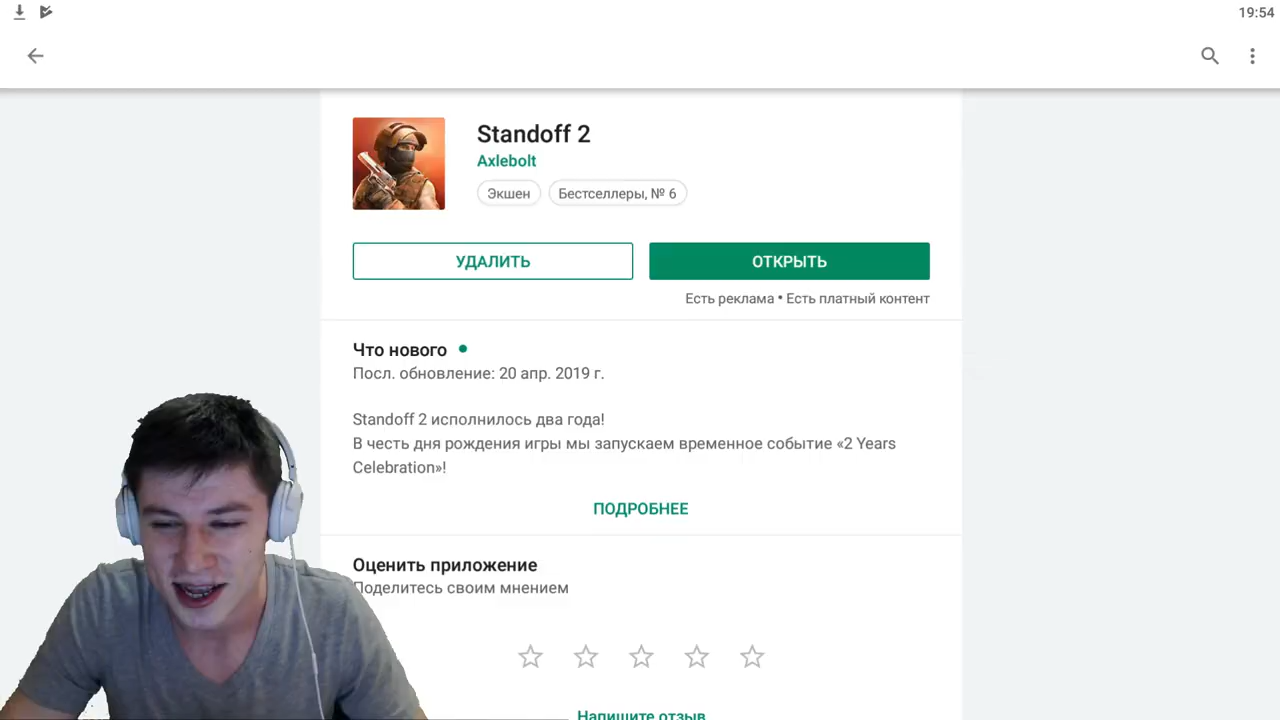 19:54
Standoff 2
Axlebolt
Экшен
Бестселлеры, № 6
УДАЛИТЬ
ОТКРЫТЬ
Есть реклама • Есть платный контент
Что нового
Посл. обновление: 20 апр. 2019 г.
Standoff 2 исполнилось два года!
В честь дня рождения игры мы запускаем временное событие «2 Years
Celebration»!
ПОДРОБНЕЕ
Оценить приложение
Поделитесь своим мнением
Напишите отзыв